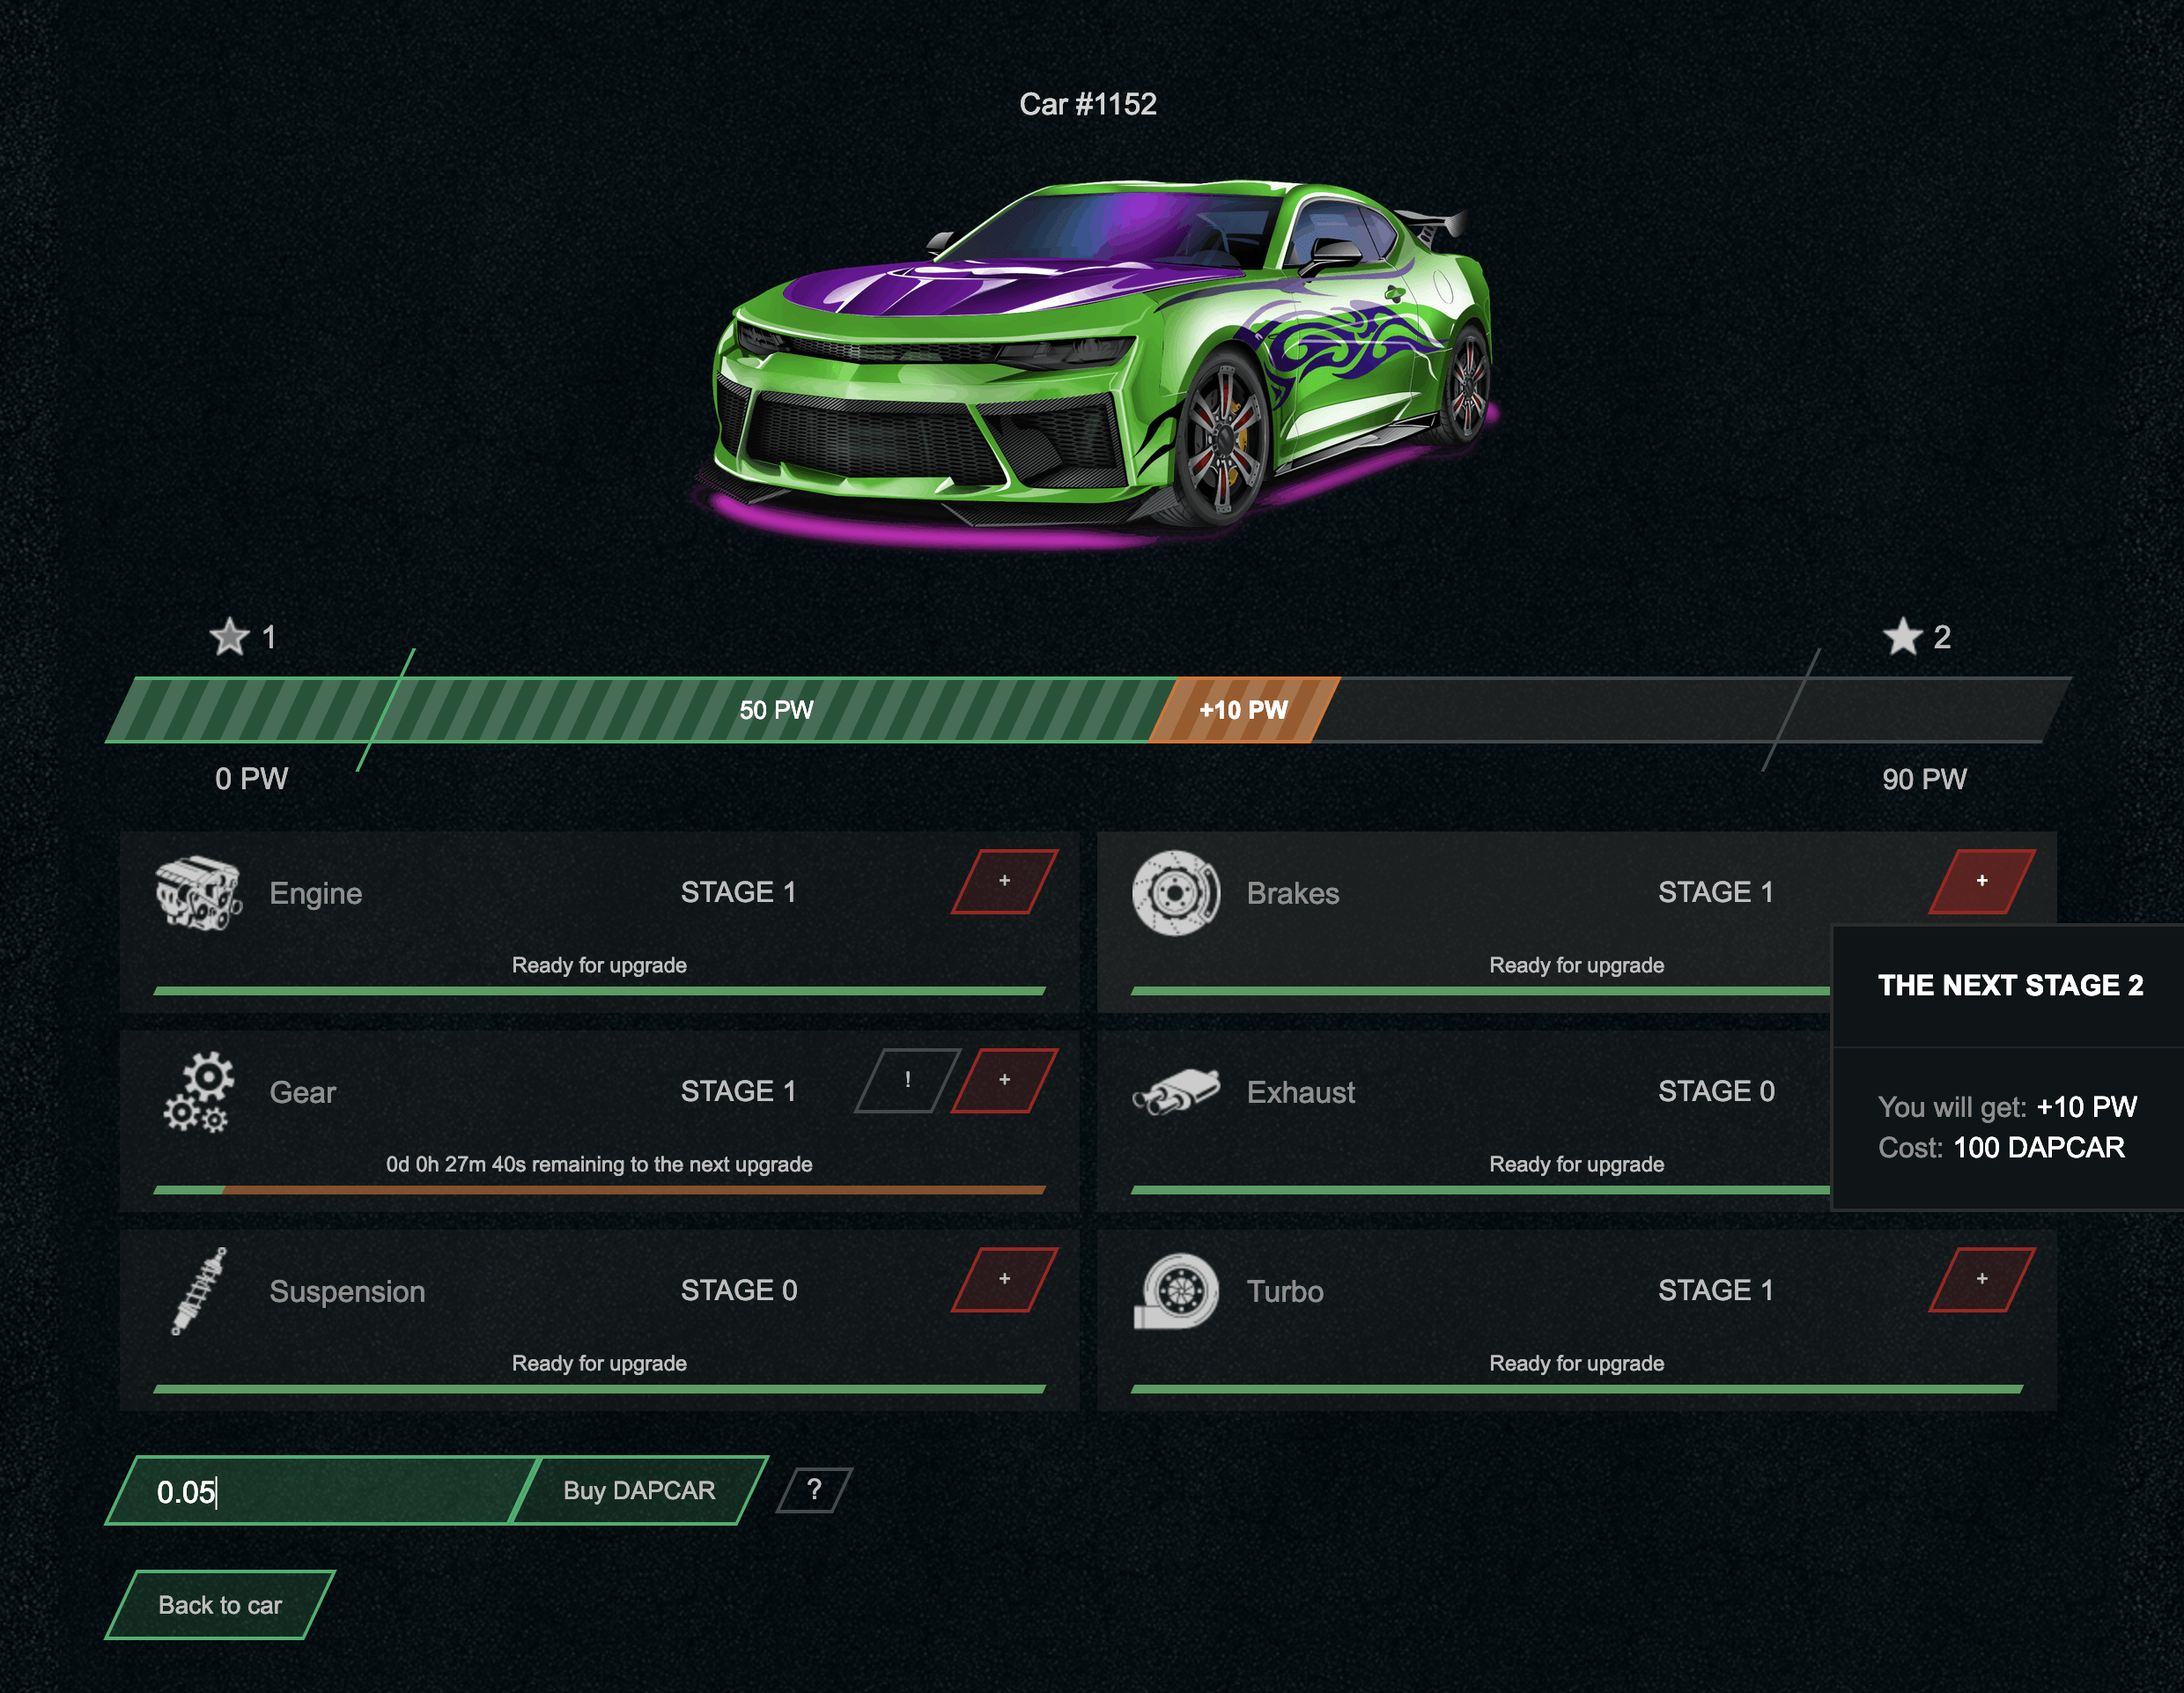 Car #1152
1
2
50 PW
+10 PW
0 PW
90 PW
Engine
STAGE 1
+
Ready for upgrade
Brakes
STAGE 1
+
Ready for upgrade
THE NEXT STAGE 2
You will get: +10 PW
Cost: 100 DAPCAR
Gear
STAGE 1
!
+
0d 0h 27m 40s remaining to the next upgrade
Exhaust
STAGE 0
Ready for upgrade
Suspension
STAGE 0
+
Ready for upgrade
Turbo
STAGE 1
+
Ready for upgrade
0.05
Buy DAPCAR
?
Back to car